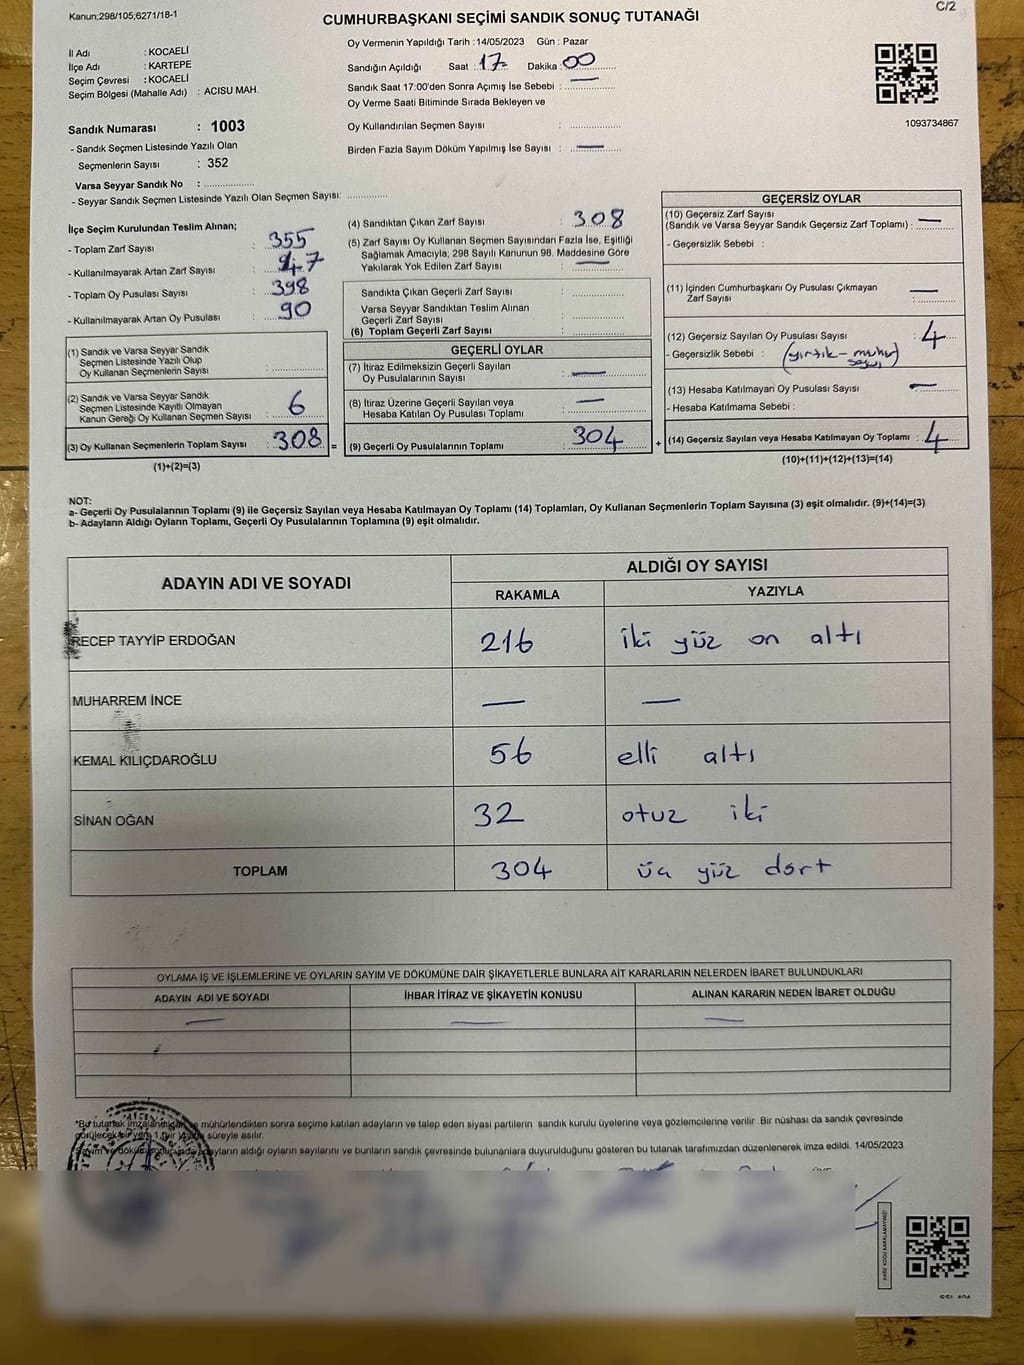 Kanun;298/105;6271/18-1
C/2
CUMHURBAŞKANI SEÇİMİ SANDIK SONUÇ TUTANAĞI
İl Adı : KOCAELİ
İlçe Adı : KARTEPE
Seçim Çevresi : KOCAELİ
Seçim Bölgesi (Mahalle Adı) : ACISU MAH.
Sandık Numarası : 1003
- Sandık Seçmen Listesinde Yazılı Olan
Seçmenlerin Sayısı : 352
Varsa Seyyar Sandık No : ..................
- Seyyar Sandık Seçmen Listesinde Yazılı Olan Seçmen Sayısı: ..............
Oy Vermenin Yapıldığı Tarih : 14/05/2023 Gün : Pazar
Sandığın Açıldığı Saat : 17 Dakika : 00
Sandık Saat 17:00'den Sonra Açımış İse Sebebi : —
Oy Verme Saati Bitiminde Sırada Bekleyen ve
Oy Kullandırılan Seçmen Sayısı : ..................
Birden Fazla Sayım Döküm Yapılmış İse Sayısı : —
1093734867
İlçe Seçim Kurulundan Teslim Alınan;
- Toplam Zarf Sayısı : 355
- Kullanılmayarak Artan Zarf Sayısı : 47
- Toplam Oy Pusulası Sayısı : 398
- Kullanılmayarak Artan Oy Pusulası : 90
(1) Sandık ve Varsa Seyyar Sandık
Seçmen Listesinde Yazılı Olup
Oy Kullanan Seçmenlerin Sayısı : ..................
(2) Sandık ve Varsa Seyyar Sandık
Seçmen Listesinde Kayıtlı Olmayan
Kanun Gereği Oy Kullanan Seçmen Sayısı : 6
(3) Oy Kullanan Seçmenlerin Toplam Sayısı : 308 =
(1)+(2)=(3)
(4) Sandıktan Çıkan Zarf Sayısı : 308
(5) Zarf Sayısı Oy Kullanan Seçmen Sayısından Fazla İse, Eşitliği
Sağlamak Amacıyla; 298 Sayılı Kanunun 98. Maddesine Göre
Yakılarak Yok Edilen Zarf Sayısı : —
Sandıkta Çıkan Geçerli Zarf Sayısı : ..................
Varsa Seyyar Sandıktan Teslim Alınan
Geçerli Zarf Sayısı : ..................
(6) Toplam Geçerli Zarf Sayısı : ..................
GEÇERLİ OYLAR
(7) İtiraz Edilmeksizin Geçerli Sayılan
Oy Pusulalarının Sayısı : —
(8) İtiraz Üzerine Geçerli Sayılan veya
Hesaba Katılan Oy Pusulası Toplamı : —
(9) Geçerli Oy Pusulalarının Toplamı : 304 +
GEÇERSİZ OYLAR
(10) Geçersiz Zarf Sayısı
(Sandık ve Varsa Seyyar Sandık Geçersiz Zarf Toplamı) : —
- Geçersizlik Sebebi :
(11) İçinden Cumhurbaşkanı Oy Pusulası Çıkmayan
Zarf Sayısı : —
(12) Geçersiz Sayılan Oy Pusulası Sayısı : 4
- Geçersizlik Sebebi : (yırtık – muhur
(13) Hesaba Katılmayan Oy Pusulası Sayısı : —
- Hesaba Katılmama Sebebi :
(14) Geçersiz Sayılan veya Hesaba Katılmayan Oy Toplamı : 4
(10)+(11)+(12)+(13)=(14)
NOT:
a- Geçerli Oy Pusulalarının Toplamı (9) ile Geçersiz Sayılan veya Hesaba Katılmayan Oy Toplamı (14) Toplamları, Oy Kullanan Seçmenlerin Toplam Sayısına (3) eşit olmalıdır. (9)+(14)=(3)
b- Adayların Aldığı Oyların Toplamı, Geçerli Oy Pusulalarının Toplamına (9) eşit olmalıdır.
ADAYIN ADI VE SOYADI ALDIĞI OY SAYISI
RAKAMLA YAZIYLA
RECEP TAYYİP ERDOĞAN 216 iki yüz on altı
MUHARREM İNCE — —
KEMAL KILIÇDAROĞLU 56 elli altı
SİNAN OĞAN 32 otuz iki
TOPLAM 304 üç yüz dört
OYLAMA İŞ VE İŞLEMLERİNE VE OYLARIN SAYIM VE DÖKÜMÜNE DAİR ŞİKAYETLERLE BUNLARA AİT KARARLARIN NELERDEN İBARET BULUNDUKLARI
ADAYIN ADI VE SOYADI İHBAR İTİRAZ VE ŞİKAYETİN KONUSU ALINAN KARARIN NEDEN İBARET OLDUĞU
— — —
*Bu tutanak imzalanmış ve mühürlendikten sonra seçime katılan adayların ve talep eden siyasi partilerin sandık kurulu üyelerine veya gözlemcilerine verilir. Bir nüshası da sandık çevresinde
görülecek bir yere 1 süreyle asılır.
adayların aldığı oyların sayılarını ve bunların sandık çevresinde bulunanlara duyurulduğunu gösteren bu tutanak tarafımızdan düzenlenerek imza edildi. 14/05/2023
KARE KODU KARALAMAYINIZ!